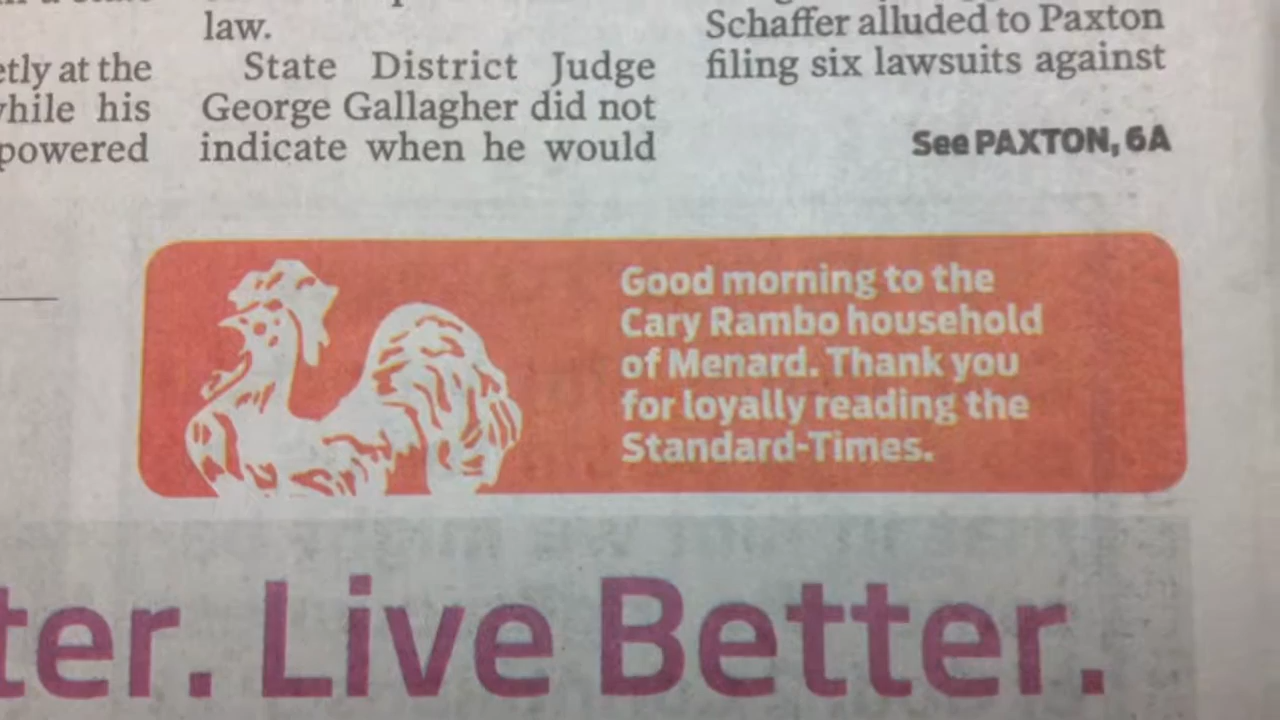 law.
etly at the
while his
powered
State District Judge
George Gallagher did not
indicate when he would
Schaffer alluded to Paxton
filing six lawsuits against
See PAXTON, 6A
Good morning to the
Cary Rambo household
of Menard. Thank you
for loyally reading the
Standard-Times.
ter. Live Better.